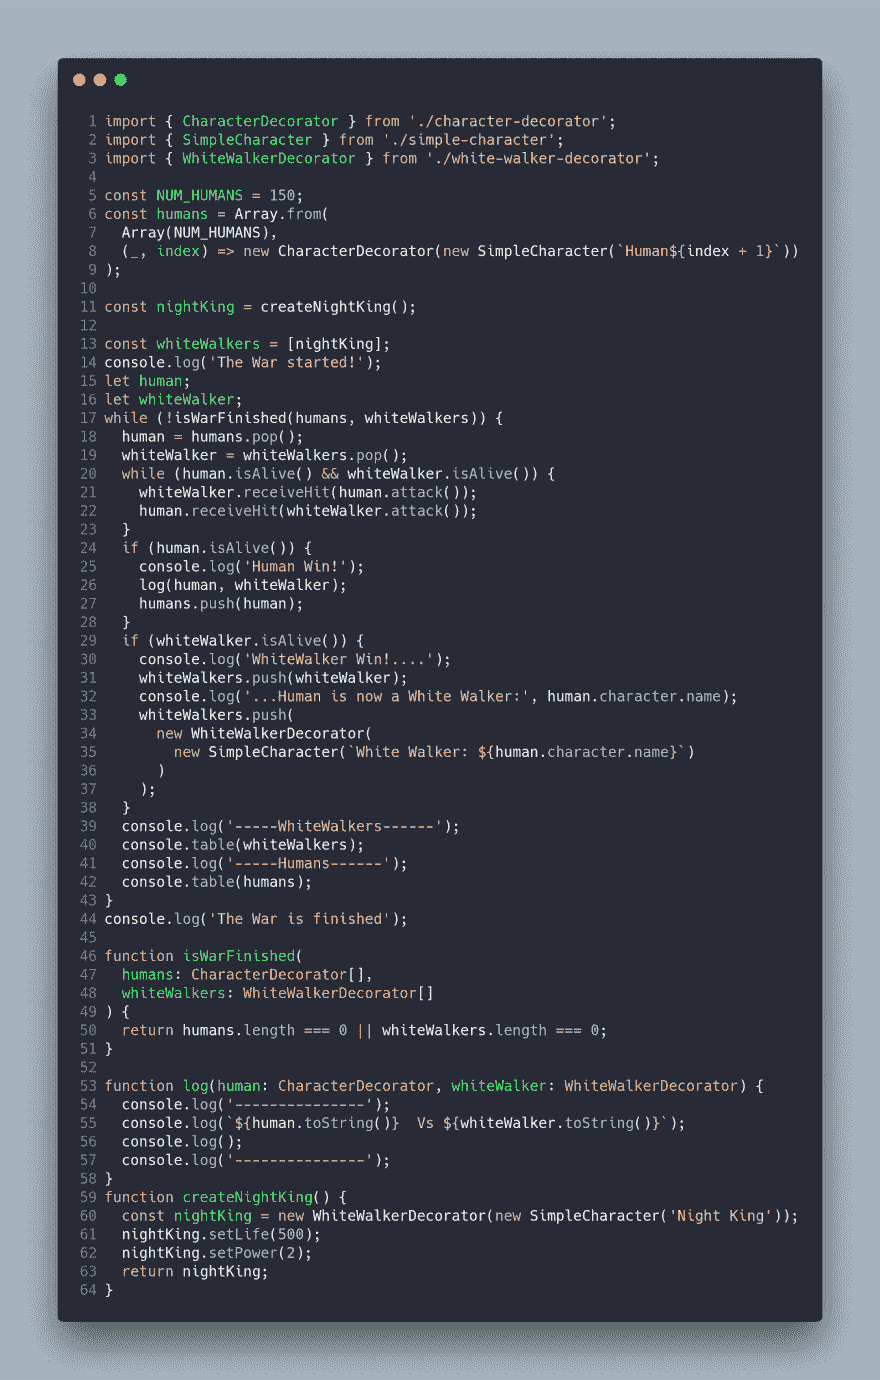 1 import { CharacterDecorator } from './character-decorator';
2 import { SimpleCharacter } from './simple-character';
3 import { WhiteWalkerDecorator } from './white-walker-decorator';
4
5 const NUM_HUMANS = 150;
6 const humans = Array.from(
7   Array(NUM_HUMANS),
8   (_, index) => new CharacterDecorator(new SimpleCharacter(`Human${index + 1}`))
9 );
10
11 const nightKing = createNightKing();
12
13 const whiteWalkers = [nightKing];
14 console.log('The War started!');
15 let human;
16 let whiteWalker;
17 while (!isWarFinished(humans, whiteWalkers)) {
18   human = humans.pop();
19   whiteWalker = whiteWalkers.pop();
20   while (human.isAlive() && whiteWalker.isAlive()) {
21     whiteWalker.receiveHit(human.attack());
22     human.receiveHit(whiteWalker.attack());
23   }
24   if (human.isAlive()) {
25     console.log('Human Win!');
26     log(human, whiteWalker);
27     humans.push(human);
28   }
29   if (whiteWalker.isAlive()) {
30     console.log('WhiteWalker Win!....');
31     whiteWalkers.push(whiteWalker);
32     console.log('...Human is now a White Walker:', human.character.name);
33     whiteWalkers.push(
34       new WhiteWalkerDecorator(
35         new SimpleCharacter(`White Walker: ${human.character.name}`)
36       )
37     );
38   }
39   console.log('-----WhiteWalkers------');
40   console.table(whiteWalkers);
41   console.log('-----Humans------');
42   console.table(humans);
43 }
44 console.log('The War is finished');
45
46 function isWarFinished(
47   humans: CharacterDecorator[],
48   whiteWalkers: WhiteWalkerDecorator[]
49 ) {
50   return humans.length === 0 || whiteWalkers.length === 0;
51 }
52
53 function log(human: CharacterDecorator, whiteWalker: WhiteWalkerDecorator) {
54   console.log('---------------');
55   console.log(`${human.toString()}  Vs ${whiteWalker.toString()}`);
56   console.log();
57   console.log('---------------');
58 }
59 function createNightKing() {
60   const nightKing = new WhiteWalkerDecorator(new SimpleCharacter('Night King'));
61   nightKing.setLife(500);
62   nightKing.setPower(2);
63   return nightKing;
64 }